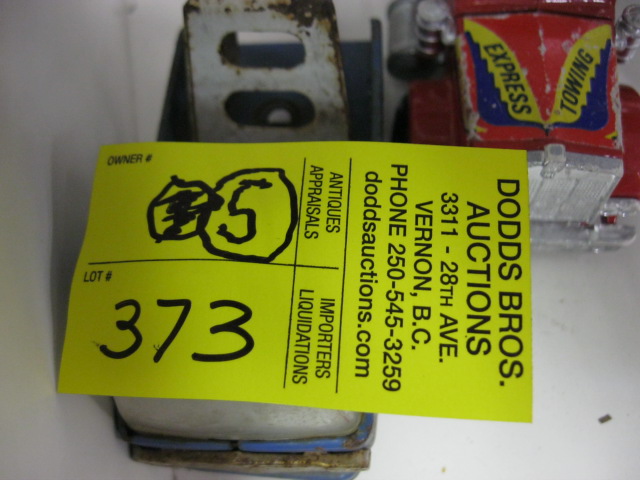 OWNER #
5
LOT #
373
ANTIQUES
APPRAISALS
IMPORTERS
LIQUIDATIONS
DODDS BROS.
AUCTIONS
3311 - 28TH AVE.
VERNON, B.C.
PHONE 250-545-3259
doddsauctions.com
EXPRESS
TOWING